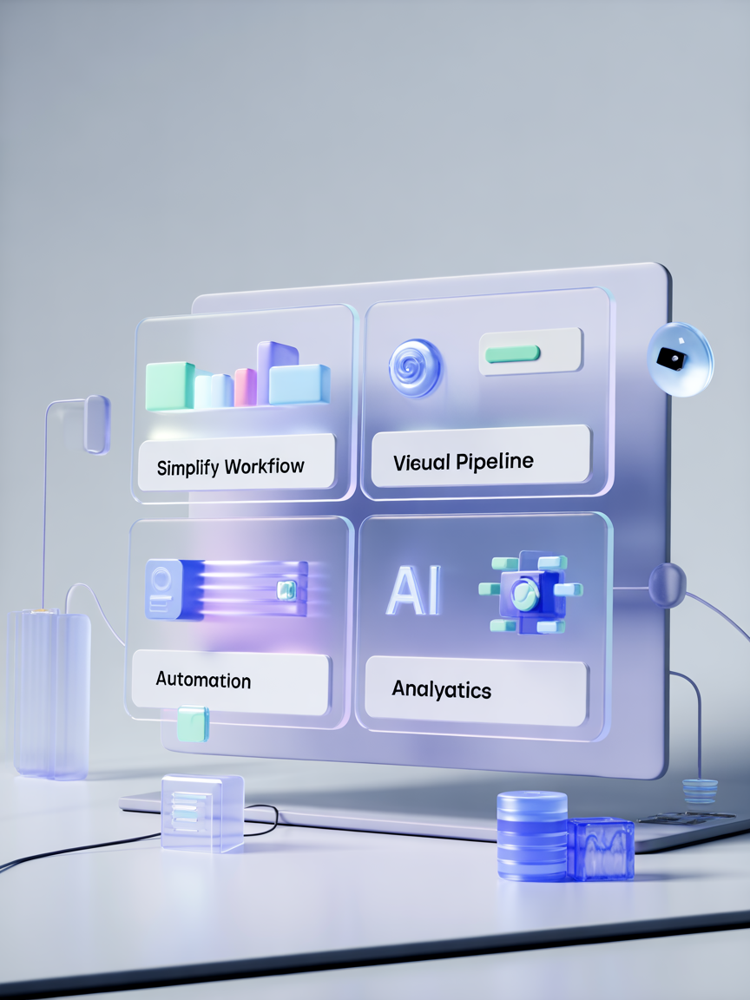 Simplify Workflow
Vieual Pipeline
Automation
AI
Analyatics